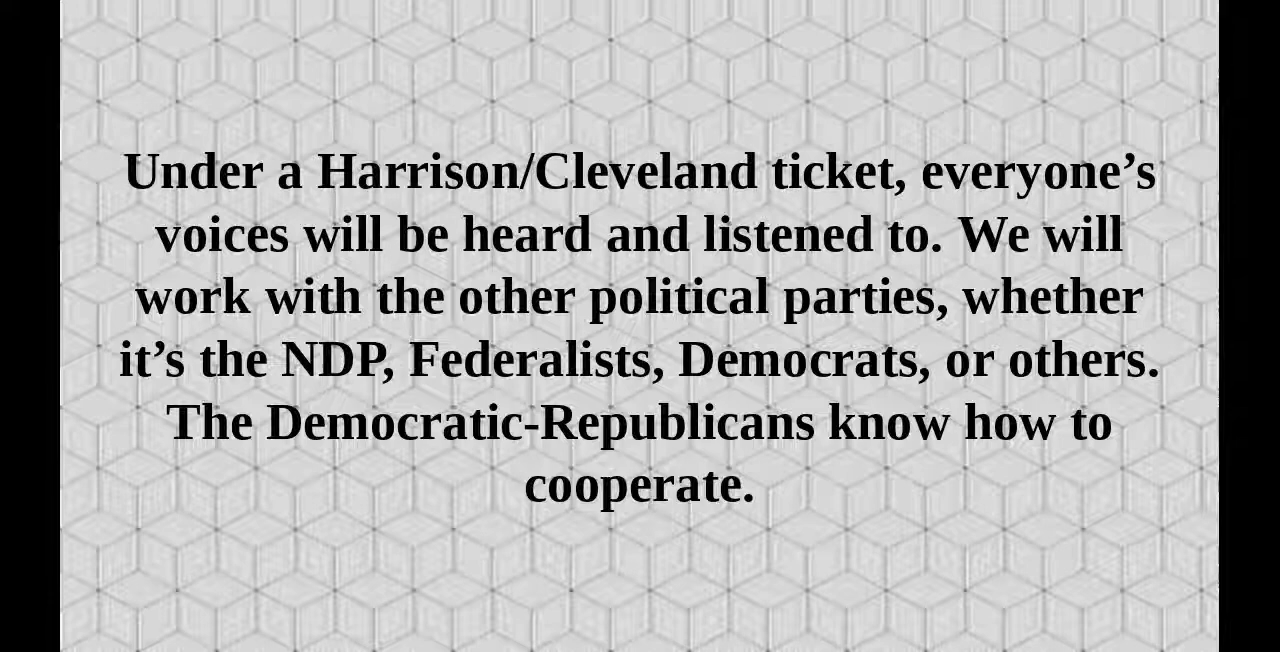 Under a Harrison/Cleveland ticket, everyone’s
voices will be heard and listened to. We will
work with the other political parties, whether
it’s the NDP, Federalists, Democrats, or others.
The Democratic-Republicans know how to
cooperate.